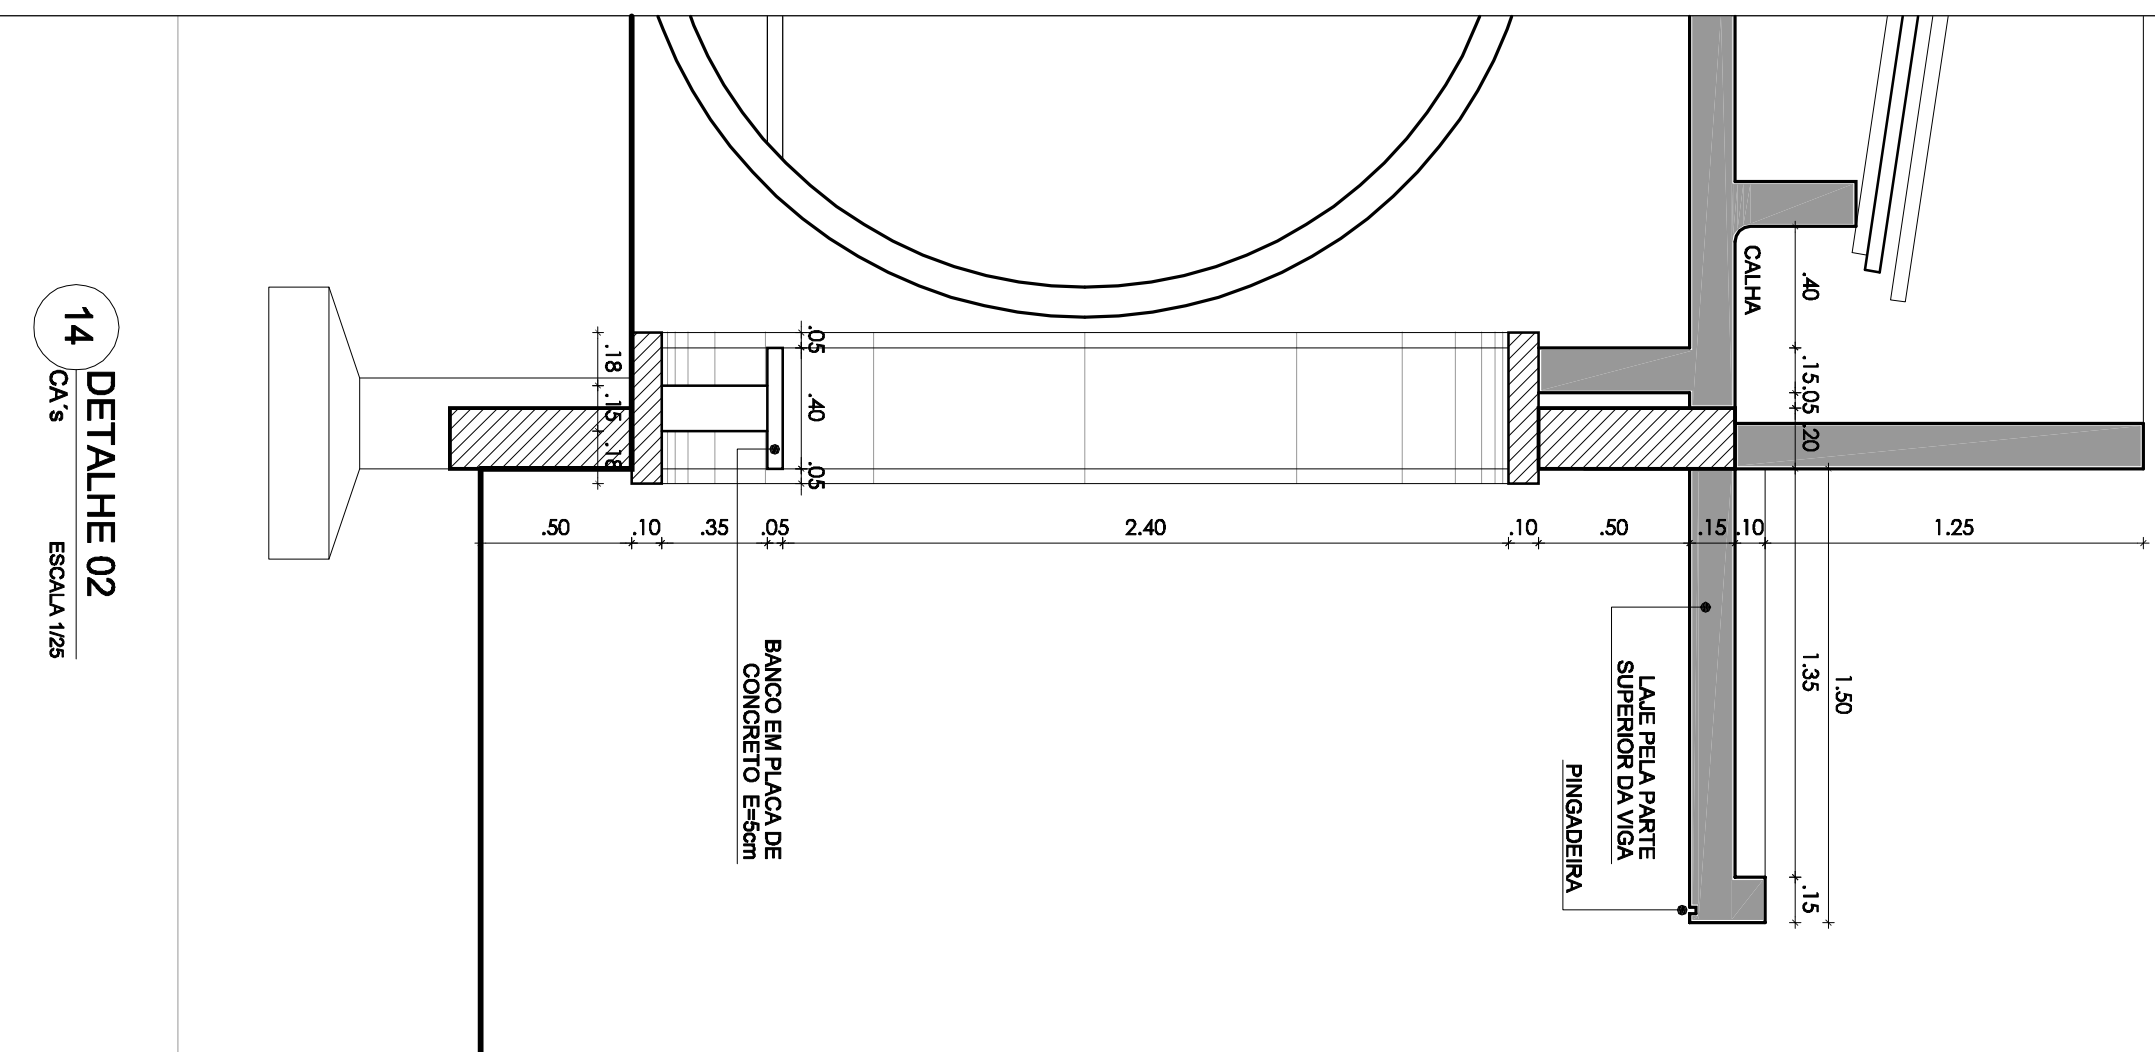 14
DETALHE 02
CA's
ESCALA 1/25
CALHA
.40
.15
.05
.20
1.35
.15
1.50
.05
.40
.05
.18
.15
.18
.50
.10
.35
.05
2.40
.10
.50
.15
.10
1.25
BANCO EM PLACA DE
CONCRETO E=5cm
LAJE PELA PARTE
SUPERIOR DA VIGA
PINGADEIRA